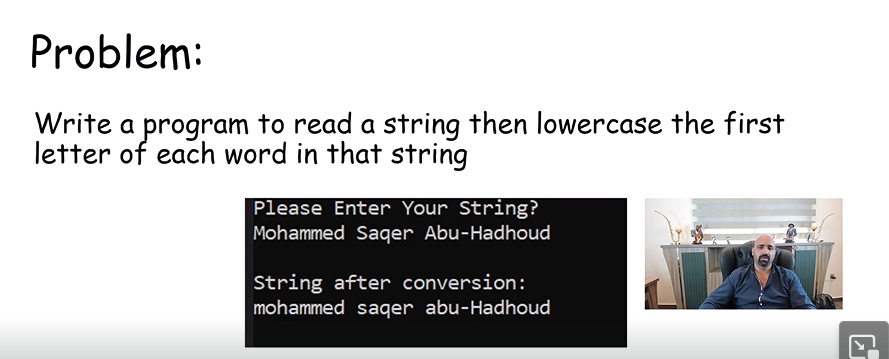 Problem:
Write a program to read a string then lowercase the first
letter of each word in that string
Please Enter Your String?
Mohammed Saqer Abu-Hadhoud
String after conversion:
mohammed saqer abu-Hadhoud